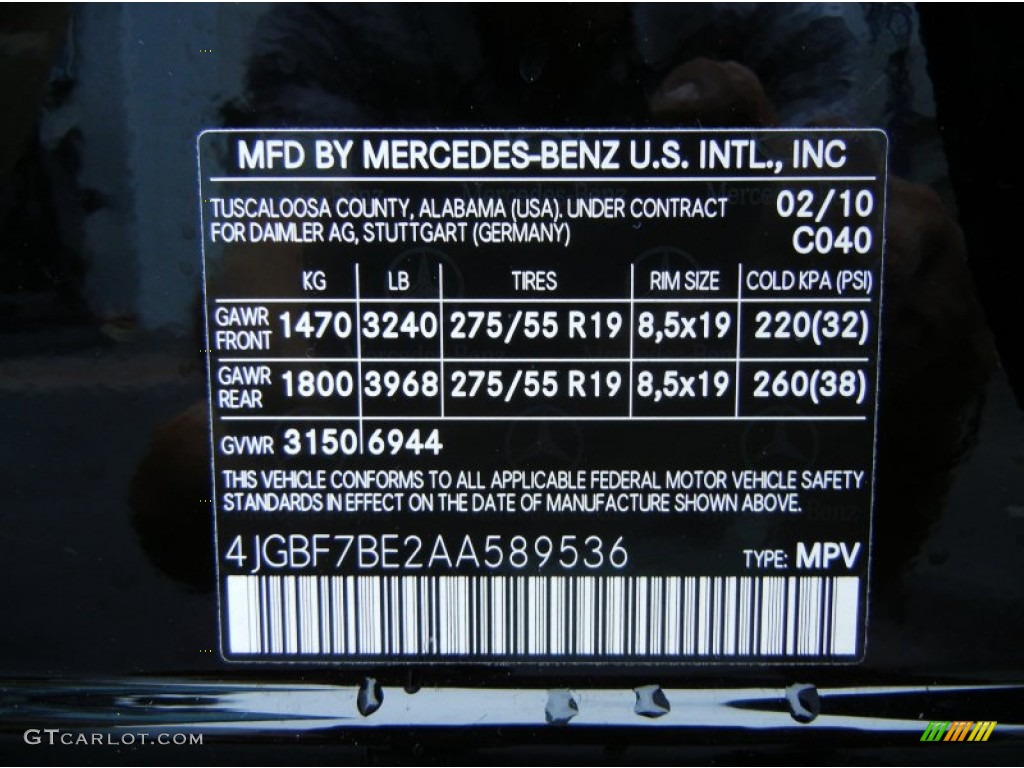 MFD BY MERCEDES-BENZ U.S. INTL., INC
TUSCALOOSA COUNTY, ALABAMA (USA). UNDER CONTRACT 02/10
FOR DAIMLER AG, STUTTGART (GERMANY) C040
KG LB TIRES RIM SIZE COLD KPA (PSI)
GAWR FRONT 1470 3240 275/55 R19 8,5x19 220(32)
GAWR REAR 1800 3968 275/55 R19 8,5x19 260(38)
GVWR 3150 6944
THIS VEHICLE CONFORMS TO ALL APPLICABLE FEDERAL MOTOR VEHICLE SAFETY
STANDARDS IN EFFECT ON THE DATE OF MANUFACTURE SHOWN ABOVE.
4JGBF7BE2AA589536 TYPE: MPV
GTCARLOT.COM